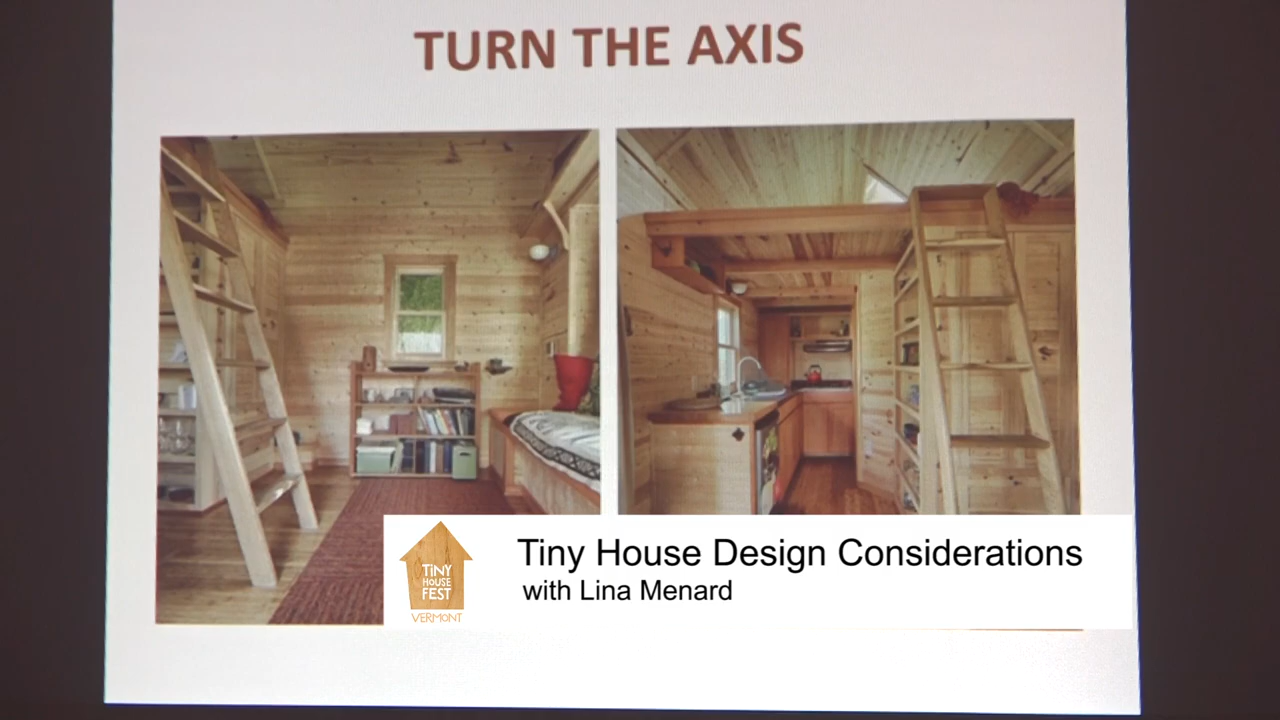 TURN THE AXIS
Tiny House Design Considerations
with Lina Menard
TiNY
HOUSE
FEST
VERMONT